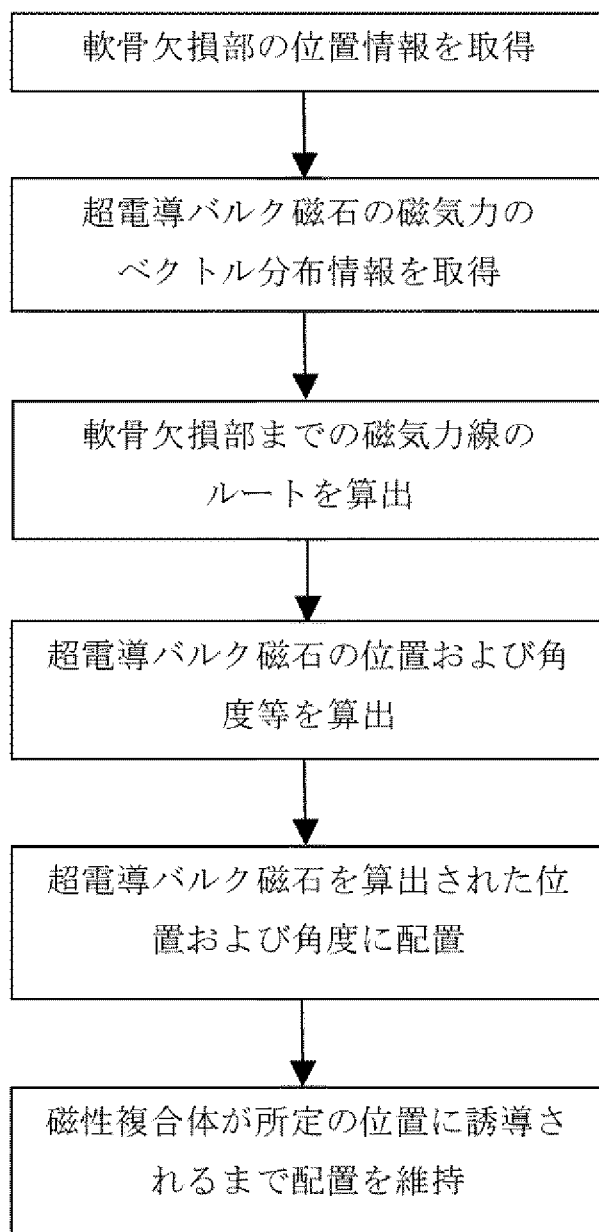 軟骨欠損部の位置情報を取得
超電導バルク磁石の磁気力の
ベクトル分布情報を取得
軟骨欠損部までの磁気力線の
ルートを算出
超電導バルク磁石の位置および角
度等を算出
超電導バルク磁石を算出された位
置および角度に配置
磁性複合体が所定の位置に誘導さ
れるまで配置を維持